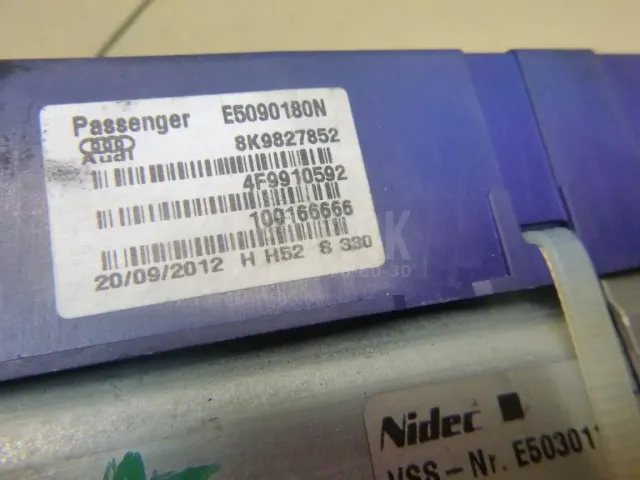 Passenger E5090180N
Audi 8K9827852
4F9910592
100166666
20/09/2012 H H52 S 330
Nidec
VSS-Nr. E50301